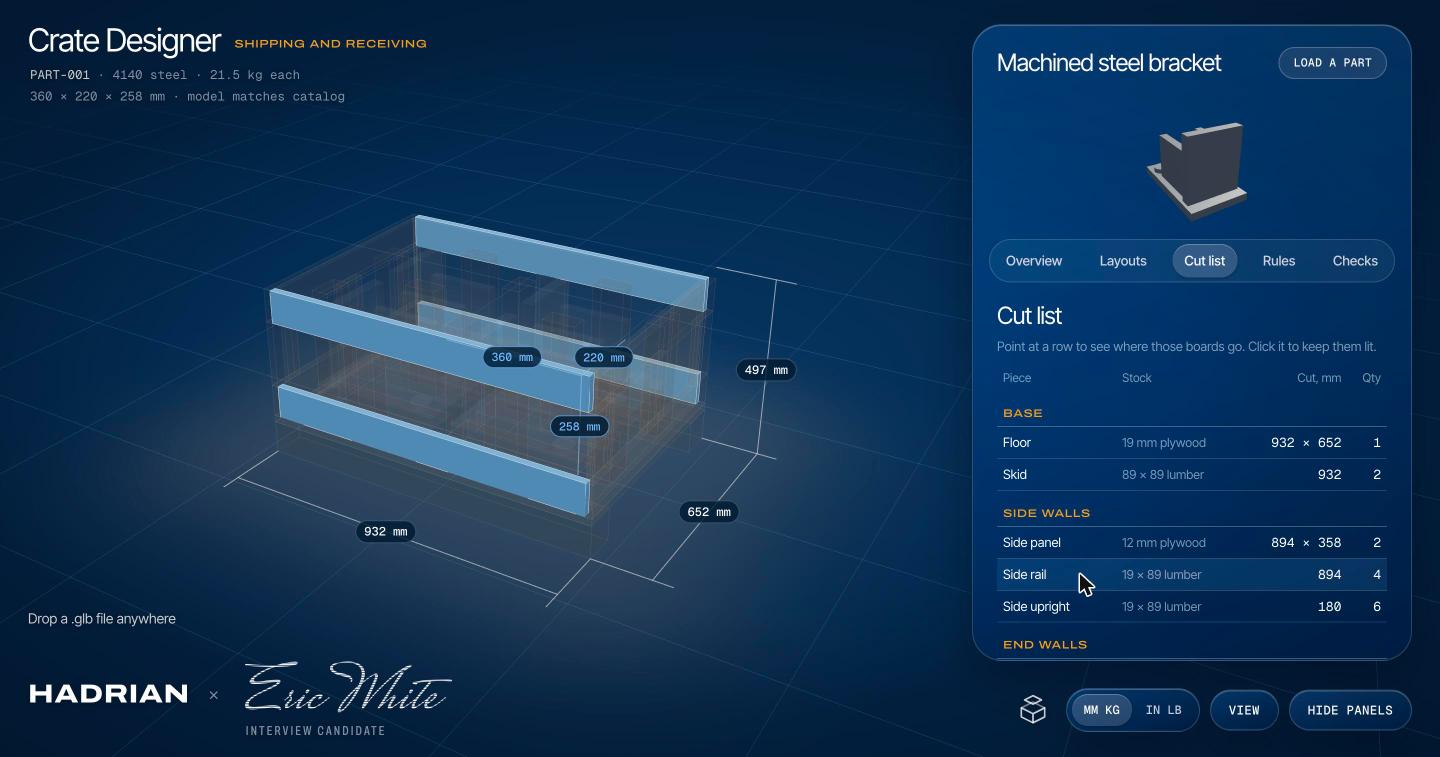 Crate Designer SHIPPING AND RECEIVING
PART-001 · 4140 steel · 21.5 kg each
360 × 220 × 258 mm · model matches catalog
360 mm
220 mm
258 mm
497 mm
652 mm
932 mm
Drop a .glb file anywhere
HADRIAN × Eric White
INTERVIEW CANDIDATE
Machined steel bracket LOAD A PART
Overview Layouts Cut list Rules Checks
Cut list
Point at a row to see where those boards go. Click it to keep them lit.
Piece Stock Cut, mm Qty
BASE
Floor 19 mm plywood 932 × 652 1
Skid 89 × 89 lumber 932 2
SIDE WALLS
Side panel 12 mm plywood 894 × 358 2
Side rail 19 × 89 lumber 894 4
Side upright 19 × 89 lumber 180 6
END WALLS
MM KG IN LB VIEW HIDE PANELS